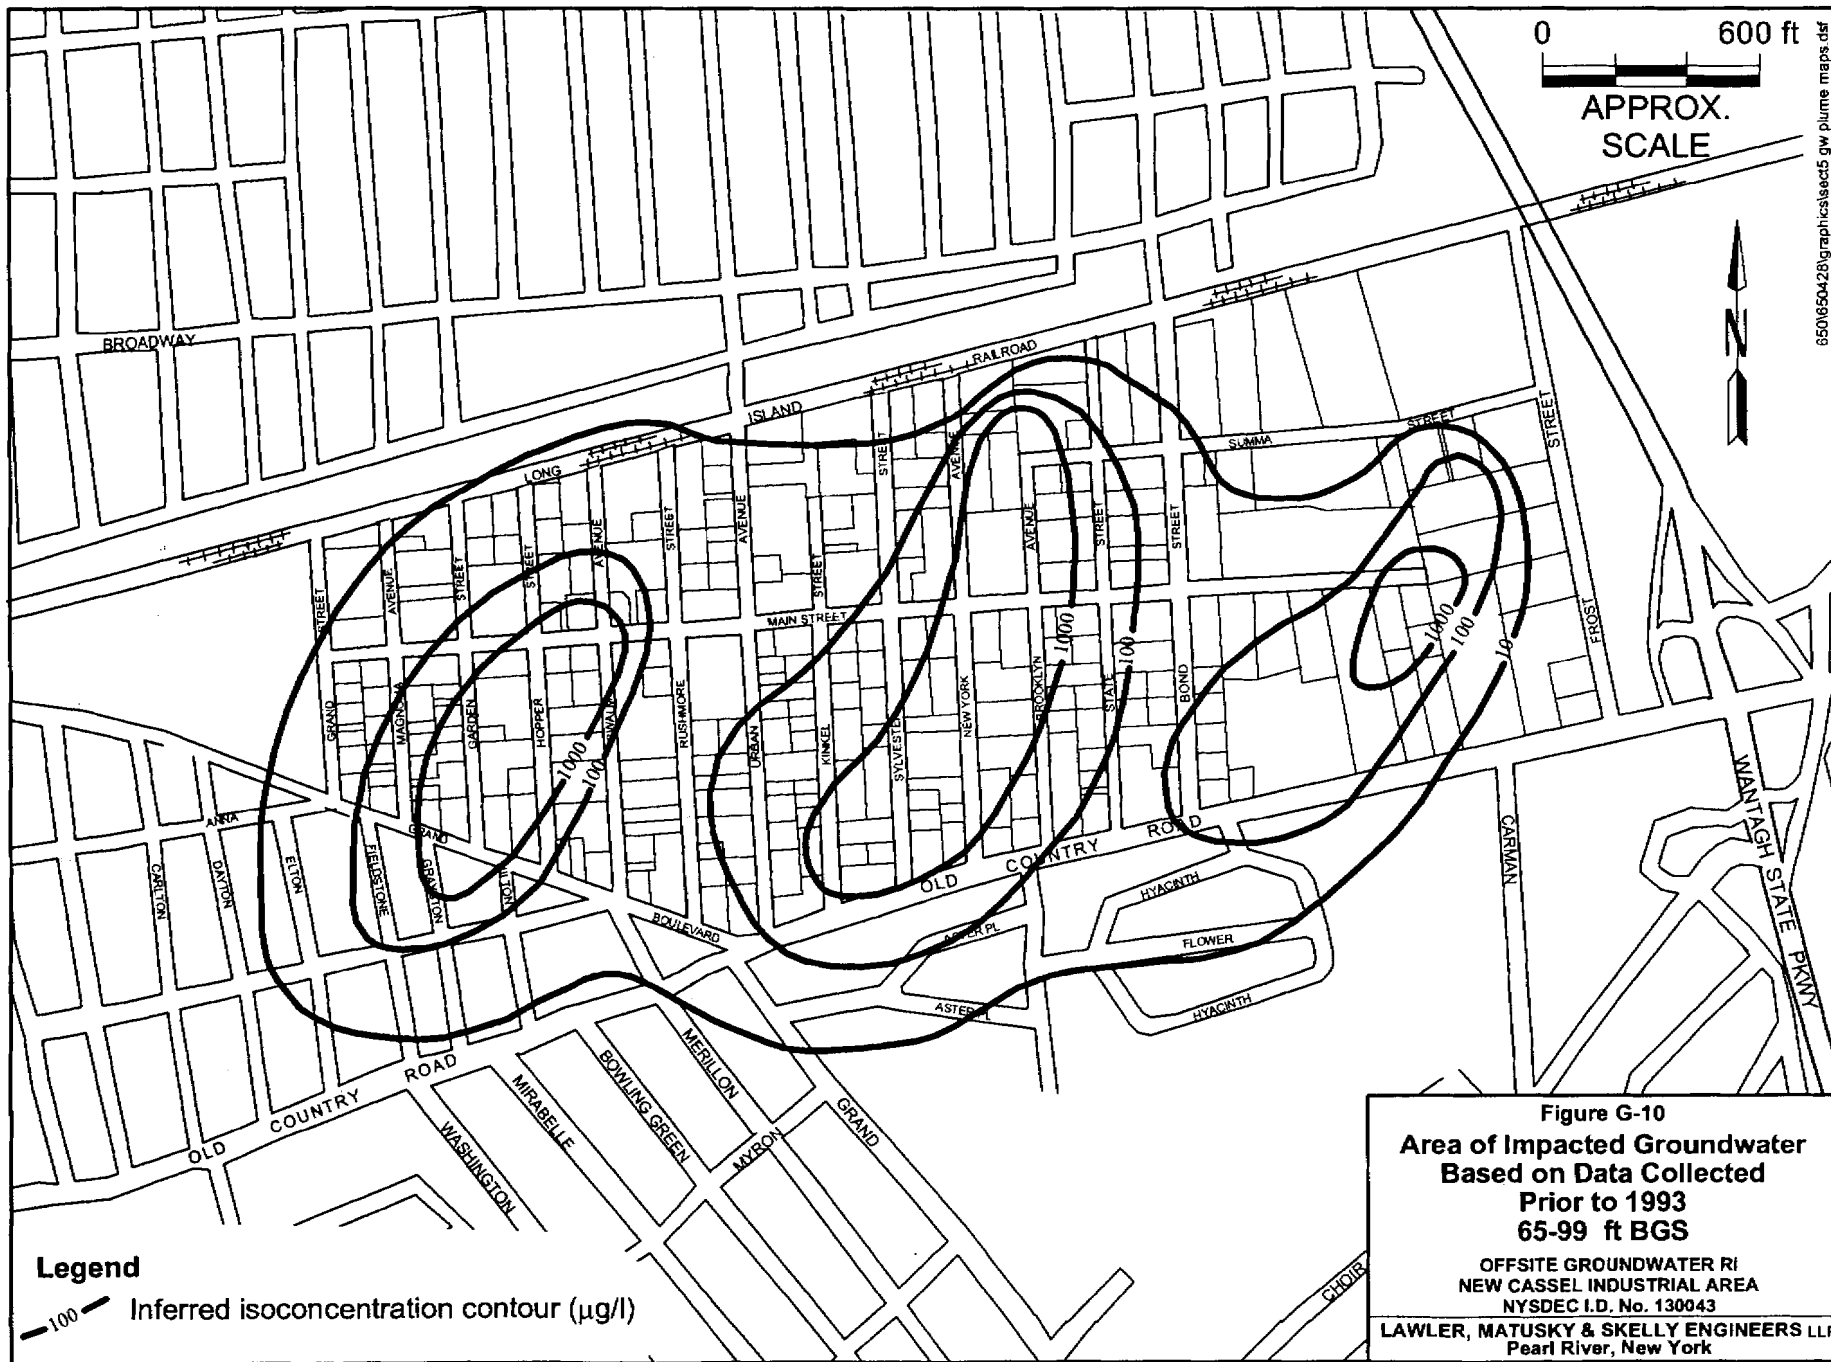 0 600 ft
APPROX.
SCALE
650\650428\graphics\sect5 gw plume maps.dsf
N
BROADWAY
LONG ISLAND RAILROAD
SUMMA STREET
STREET
FROST
STREET
AVENUE
STREET
STREET
AVENUE
STREET
AVENUE
STREET
STREET
AVENUE
AVENUE
STREET
STREET
MAIN STREET
GRAND
GARDEN
HOPPER
RUSHMORE
URBAN
KINKEL
SYLVESTER
NEW YORK
BROOKLYN
STATE
BOND
1000
100
1000
100
1000
100
10
ANNA
GRAND
BOULEVARD
CARLTON
DAYTON
ELTON
FIELDSTONE
OLD COUNTRY ROAD
HYACINTH
ASTER PL
FLOWER
ASTER PL
HYACINTH
CARMAN
WANTAGH STATE PKWY
OLD COUNTRY ROAD
WASHINGTON
MIRABELLE
BOWLING GREEN
MERILLON
MYRON
GRAND
CHOIR
Legend
100 Inferred isoconcentration contour (µg/l)
Figure G-10
Area of Impacted Groundwater
Based on Data Collected
Prior to 1993
65-99 ft BGS
OFFSITE GROUNDWATER RI
NEW CASSEL INDUSTRIAL AREA
NYSDEC I.D. No. 130043
LAWLER, MATUSKY & SKELLY ENGINEERS LLP
Pearl River, New York